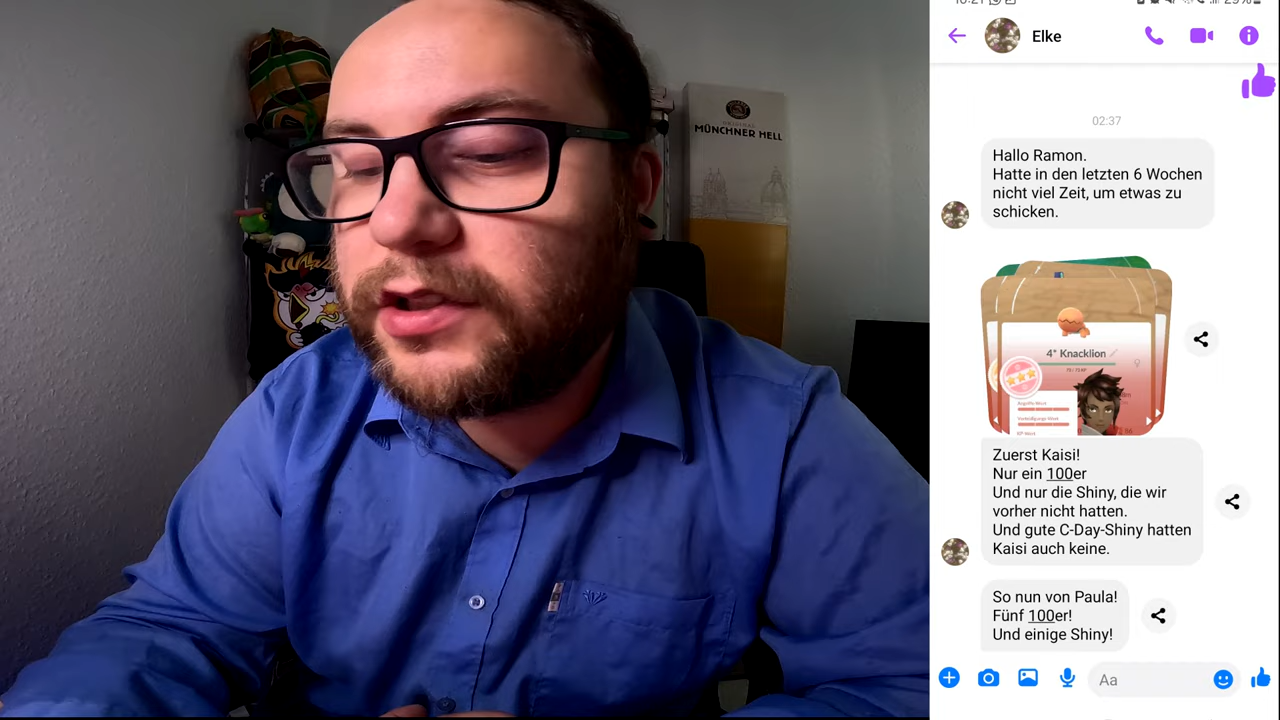 MÜNCHNER HELL
Elke
02:37
Hallo Ramon.
Hatte in den letzten 6 Wochen
nicht viel Zeit, um etwas zu
schicken.
4* Knacklion
Zuerst Kaisi!
Nur ein 100er
Und nur die Shiny, die wir
vorher nicht hatten.
Und gute C-Day-Shiny hatten
Kaisi auch keine.
So nun von Paula!
Fünf 100er!
Und einige Shiny!
Aa